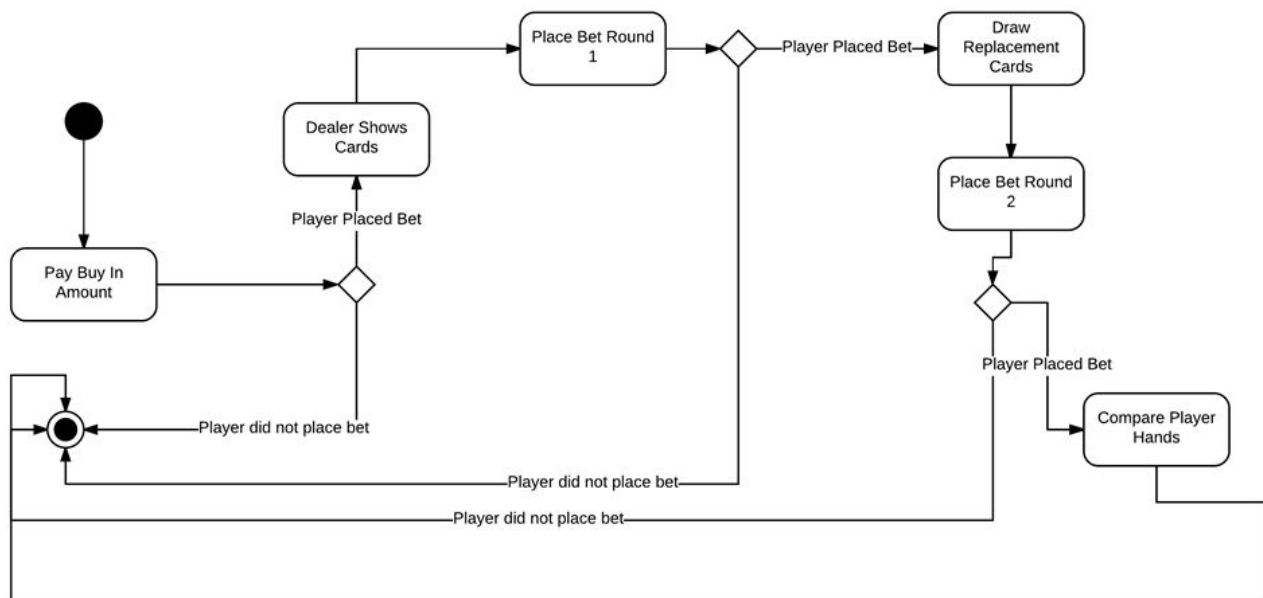 Place Bet Round
1
Player Placed Bet
Draw
Replacement
Cards
Dealer Shows
Cards
Place Bet Round
2
Player Placed Bet
Pay Buy In
Amount
Player Placed Bet
Compare Player
Hands
Player did not place bet
Player did not place bet
Player did not place bet